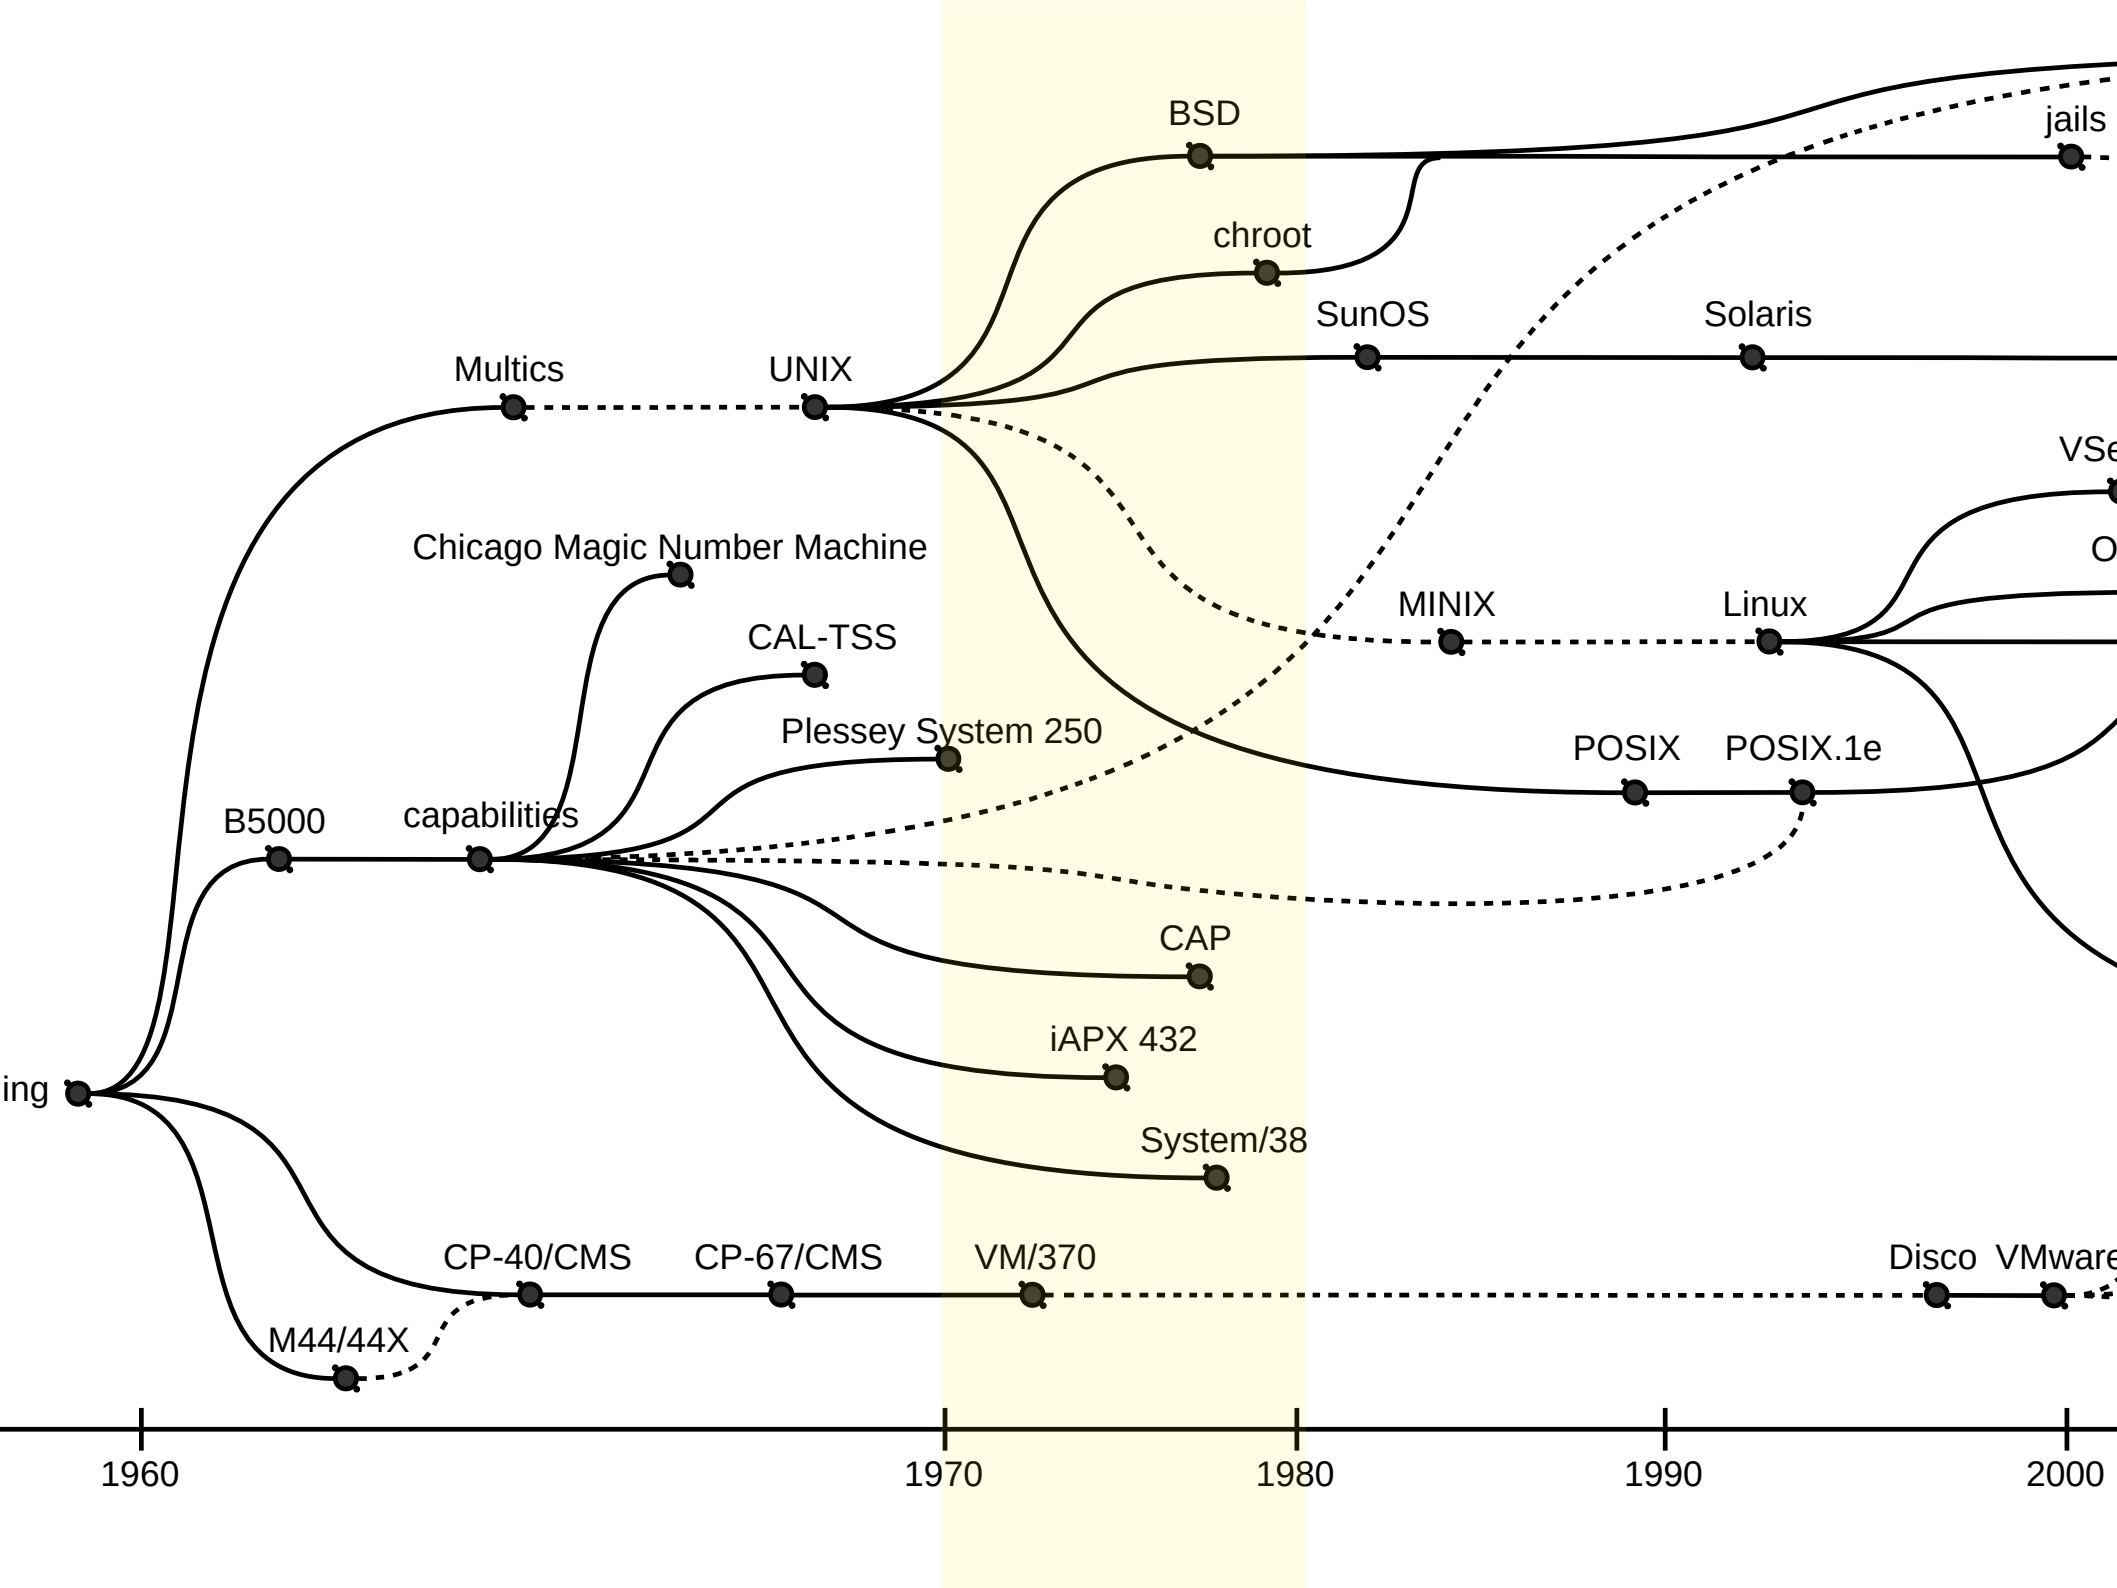 BSD
jails
chroot
SunOS
Solaris
Multics
UNIX
Chicago Magic Number Machine
MINIX
Linux
CAL-TSS
Plessey System 250
POSIX
POSIX.1e
B5000
capabilities
CAP
iAPX 432
ing
System/38
CP-40/CMS
CP-67/CMS
VM/370
Disco
VMware
M44/44X
1960
1970
1980
1990
2000